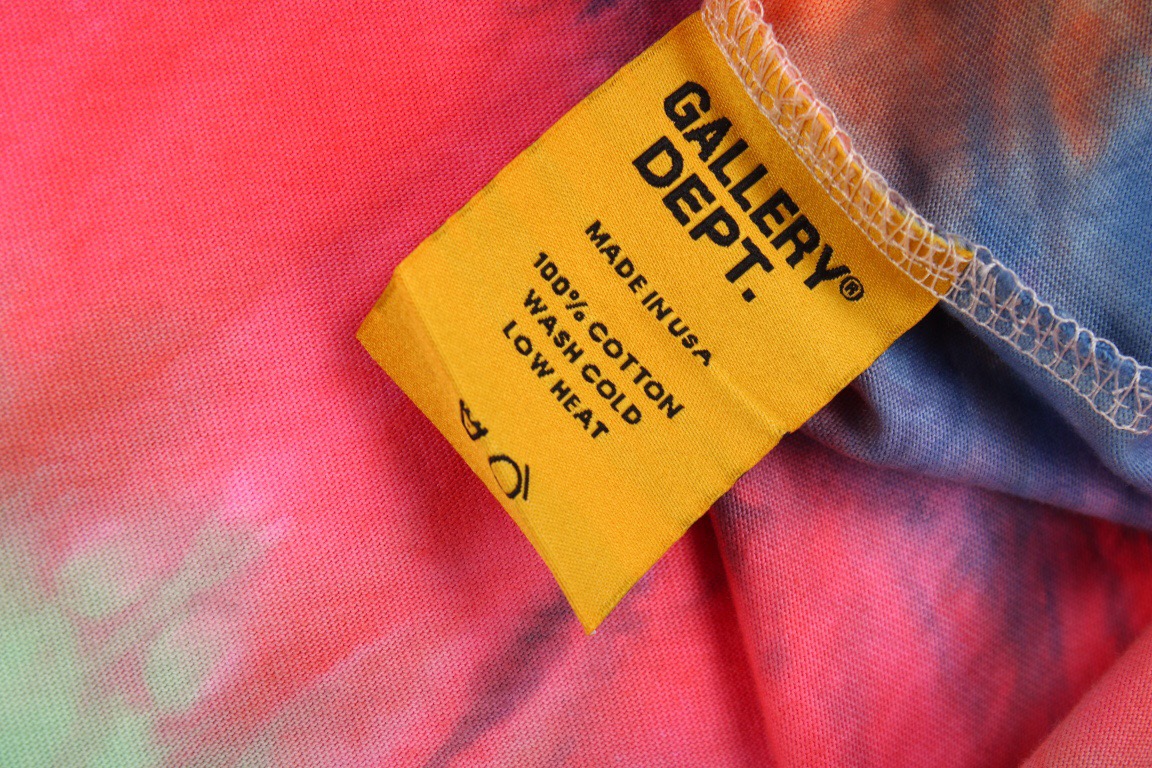 GALLERY
DEPT.®
MADE IN USA
100% COTTON
WASH COLD
LOW HEAT